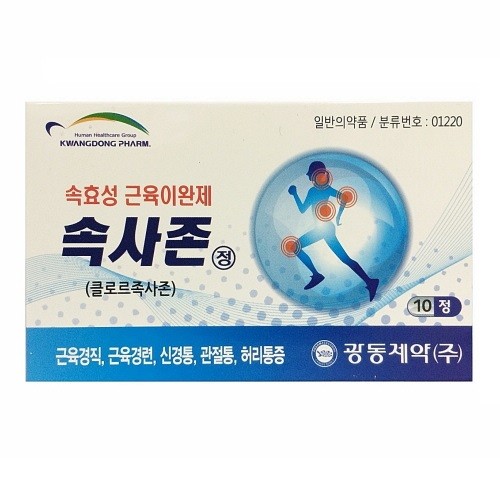 Human Healthcare Group
KWANGDONG PHARM.
일반의약품 / 분류번호 : 01220
속효성 근육이완제
속사존 정
(클로르족사존)
10 정
근육경직, 근육경련, 신경통, 관절통, 허리통증
광동제약(주)